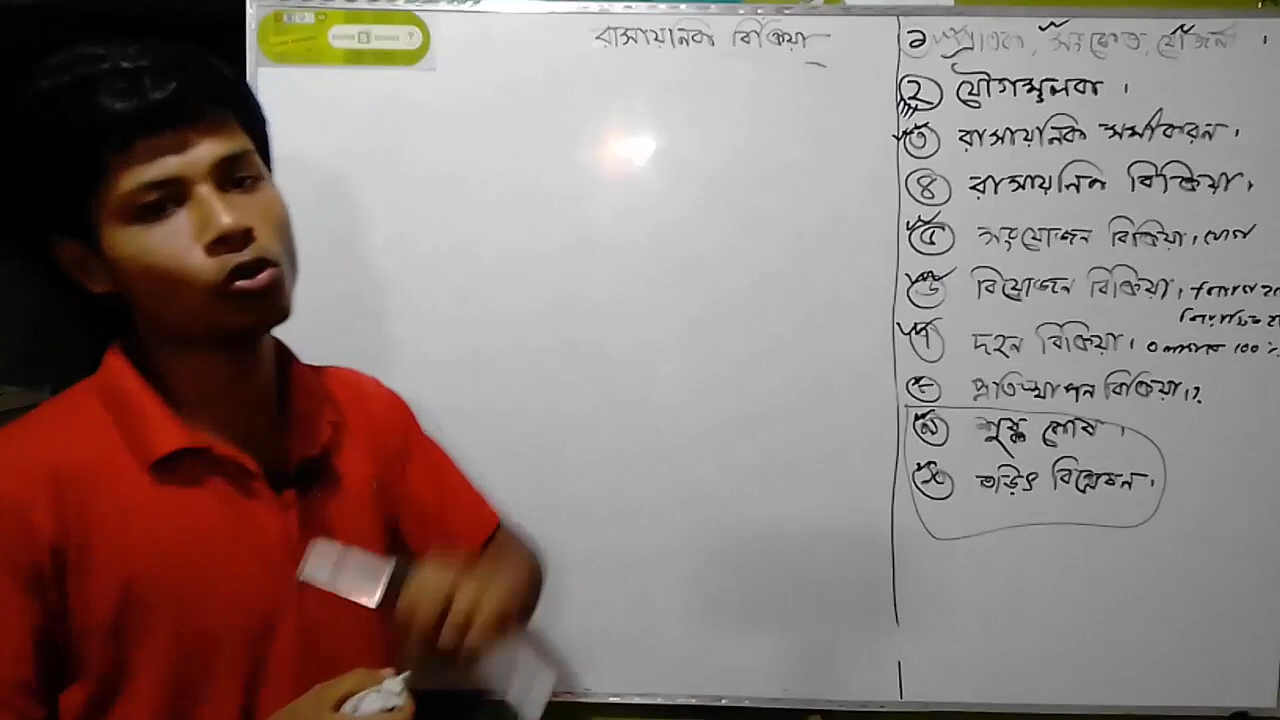 রাসায়নিক বিক্রিয়া
১ প্রতীক, সংকেত, যোজনী ।
২ যৌগমূলক ।
৩ রাসায়নিক সমীকরন ।
৪ রাসায়নিক বিক্রিয়া ।
৫ সংযোজন বিক্রিয়া ।
৬ বিয়োজন বিক্রিয়া ।
৭ দহন বিক্রিয়া ।
৮ প্রতিস্থাপন বিক্রিয়া ।
৯ শুষ্ক কোষ ।
১০ তড়িৎ বিশ্লেষন ।